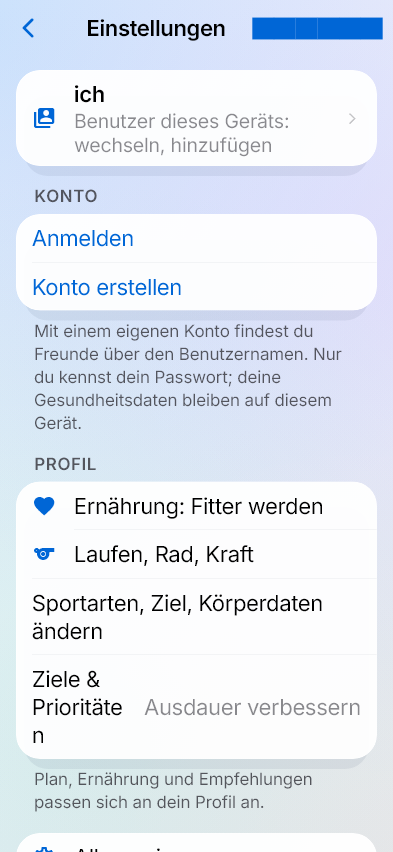 Einstellungen
ich
Benutzer dieses Geräts:
wechseln, hinzufügen
KONTO
Anmelden
Konto erstellen
Mit einem eigenen Konto findest du
Freunde über den Benutzernamen. Nur
du kennst dein Passwort; deine
Gesundheitsdaten bleiben auf diesem
Gerät.
PROFIL
Ernährung: Fitter werden
Laufen, Rad, Kraft
Sportarten, Ziel, Körperdaten
ändern
Ziele &
Prioritäte Ausdauer verbessern
n
Plan, Ernährung und Empfehlungen
passen sich an dein Profil an.